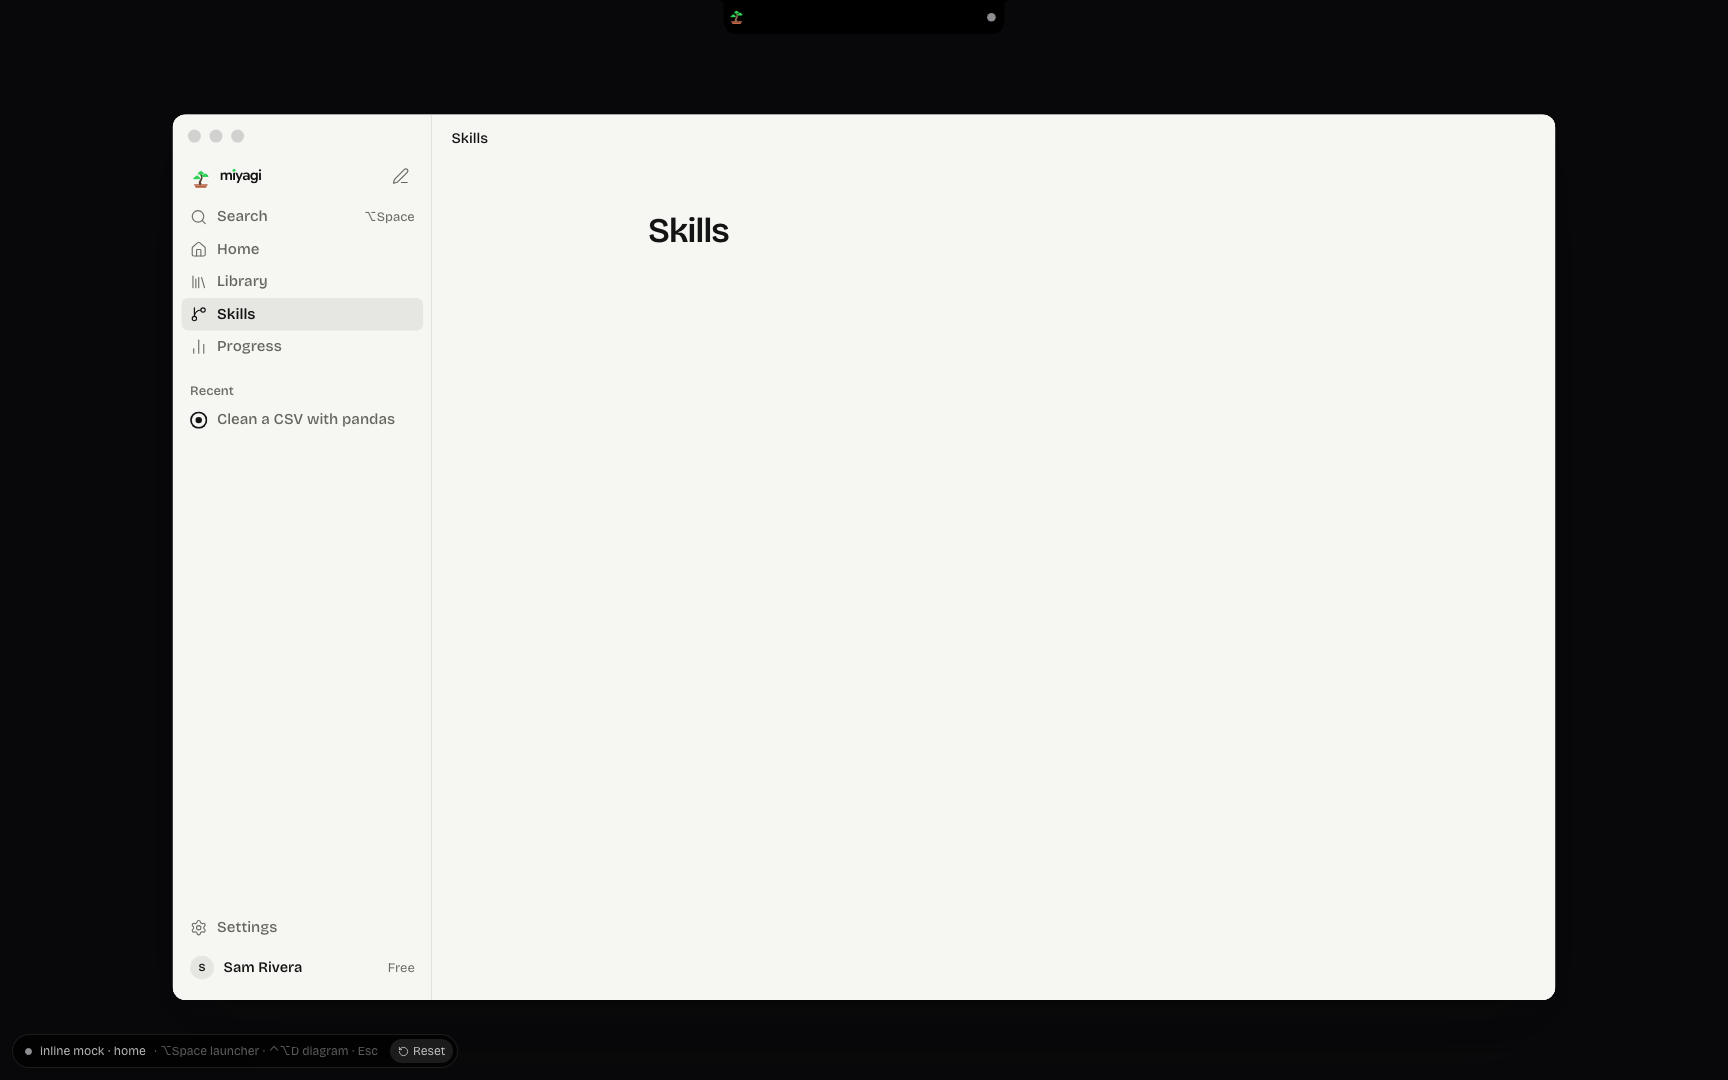 Skills
miyagi
Search ⌥Space
Home
Library
Skills
Progress
Recent
Clean a CSV with pandas
Settings
S Sam Rivera Free
Skills
inline mock · home · ⌥Space launcher · ^⌥D diagram · Esc Reset